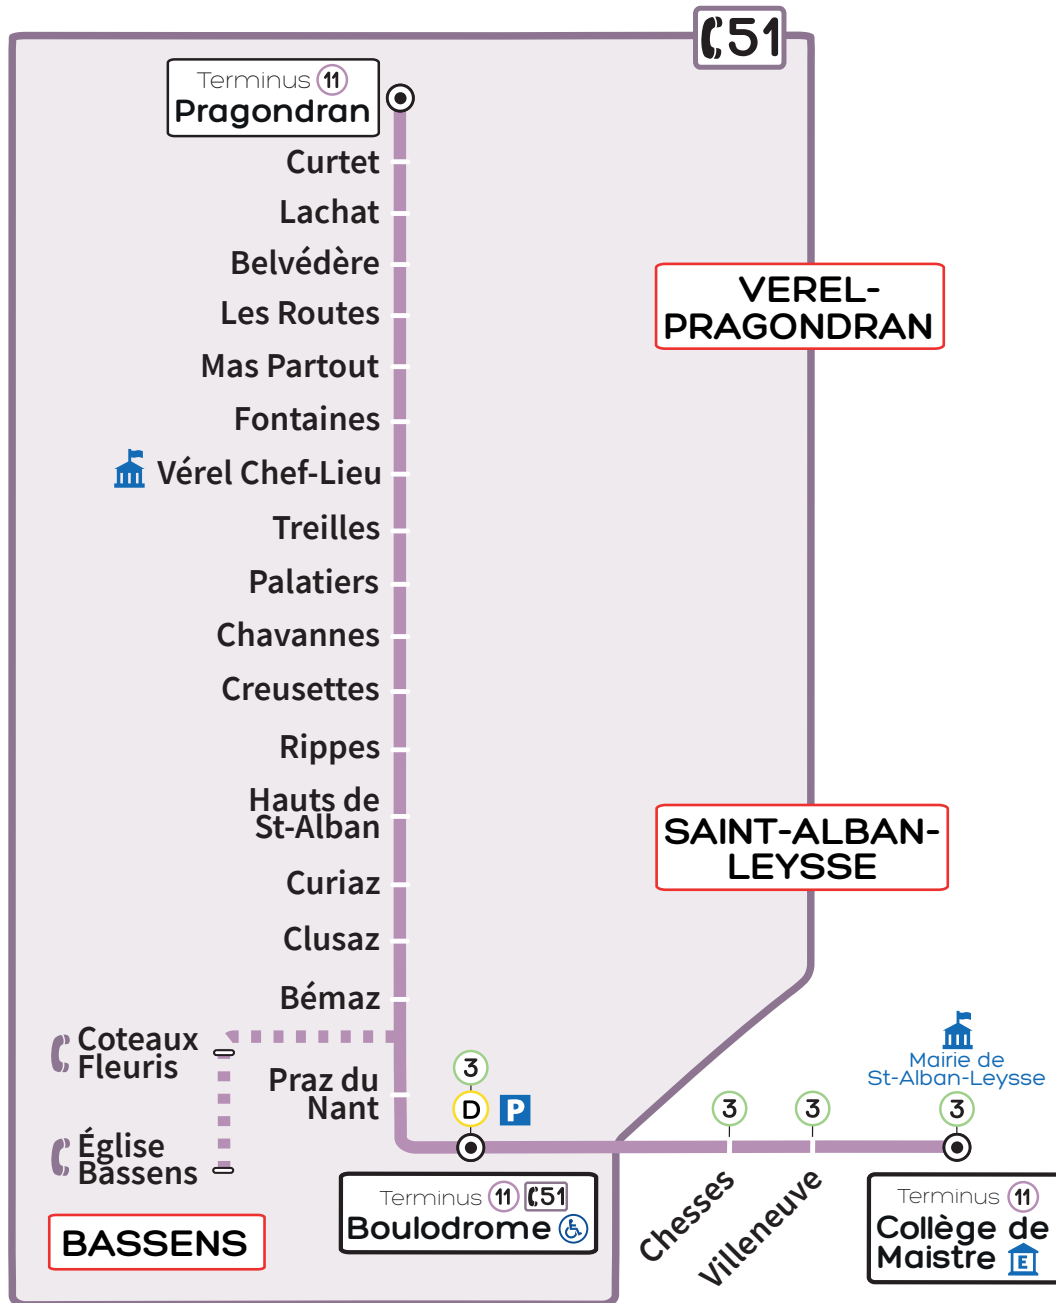 51
Terminus 11
Pragondran
Curtet
Lachat
Belvédère
Les Routes
Mas Partout
Fontaines
Vérel Chef-Lieu
Treilles
Palatiers
Chavannes
Creusettes
Rippes
Hauts de
St-Alban
Curiaz
Clusaz
Bémaz
Coteaux
Fleuris
Praz du
Nant
Église
Bassens
BASSENS
VEREL-
PRAGONDRAN
SAINT-ALBAN-
LEYSSE
3
D P
Terminus 11 51
Boulodrome
3
Chesses
3
Villeneuve
Mairie de
St-Alban-Leysse
3
Terminus 11
Collège de
Maistre E